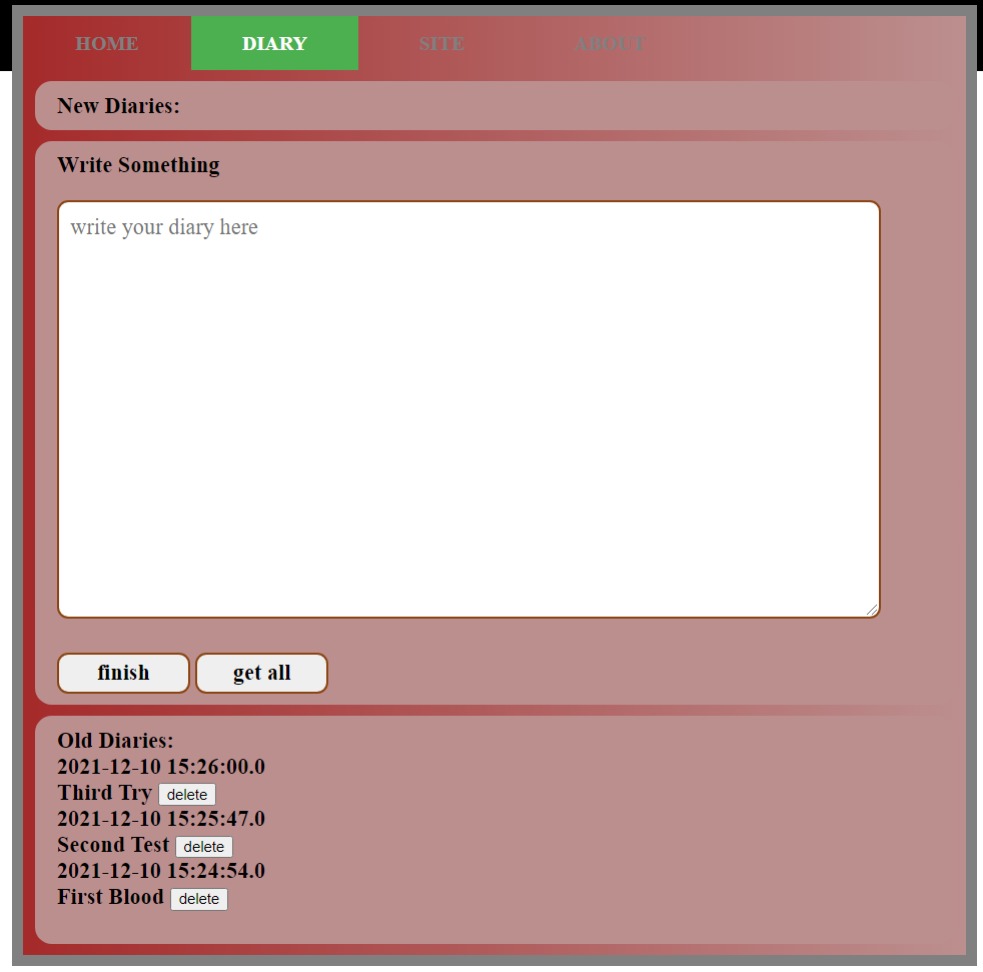 HOME DIARY SITE ABOUT
New Diaries:
Write Something
write your diary here
finish get all
Old Diaries:
2021-12-10 15:26:00.0
Third Try delete
2021-12-10 15:25:47.0
Second Test delete
2021-12-10 15:24:54.0
First Blood delete